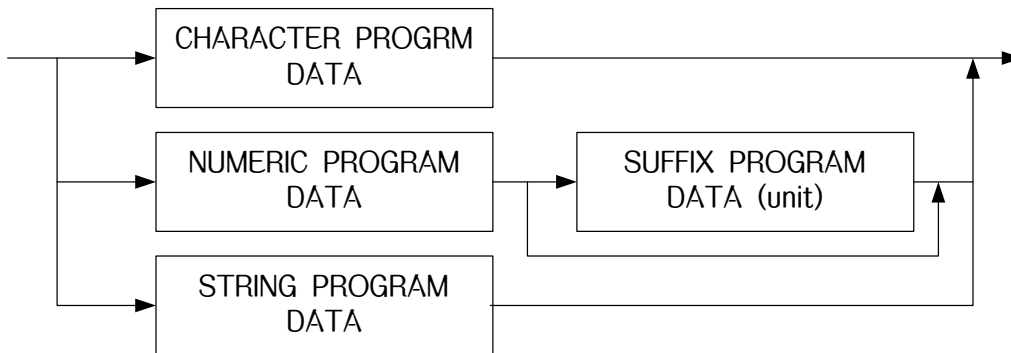 CHARACTER PROGRM
DATA
NUMERIC PROGRAM
DATA
SUFFIX PROGRAM
DATA (unit)
STRING PROGRAM
DATA